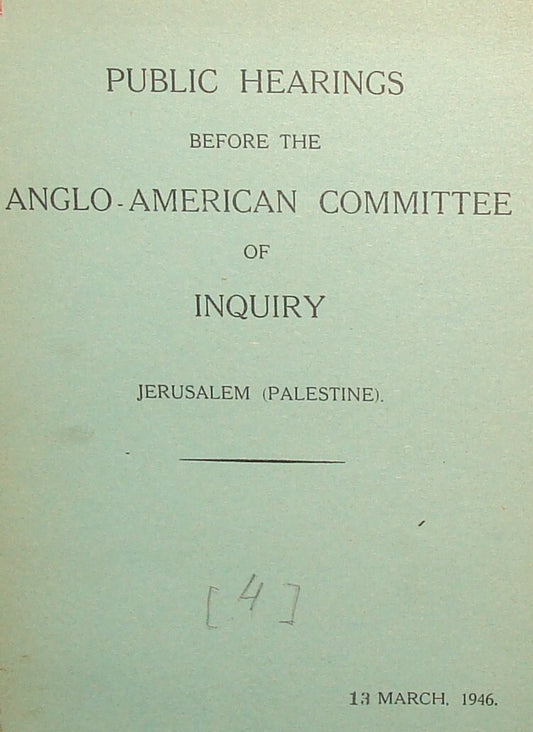 PUBLIC HEARINGS
BEFORE THE
ANGLO-AMERICAN COMMITTEE
OF
INQUIRY
JERUSALEM (PALESTINE).
[4]
13 MARCH, 1946.